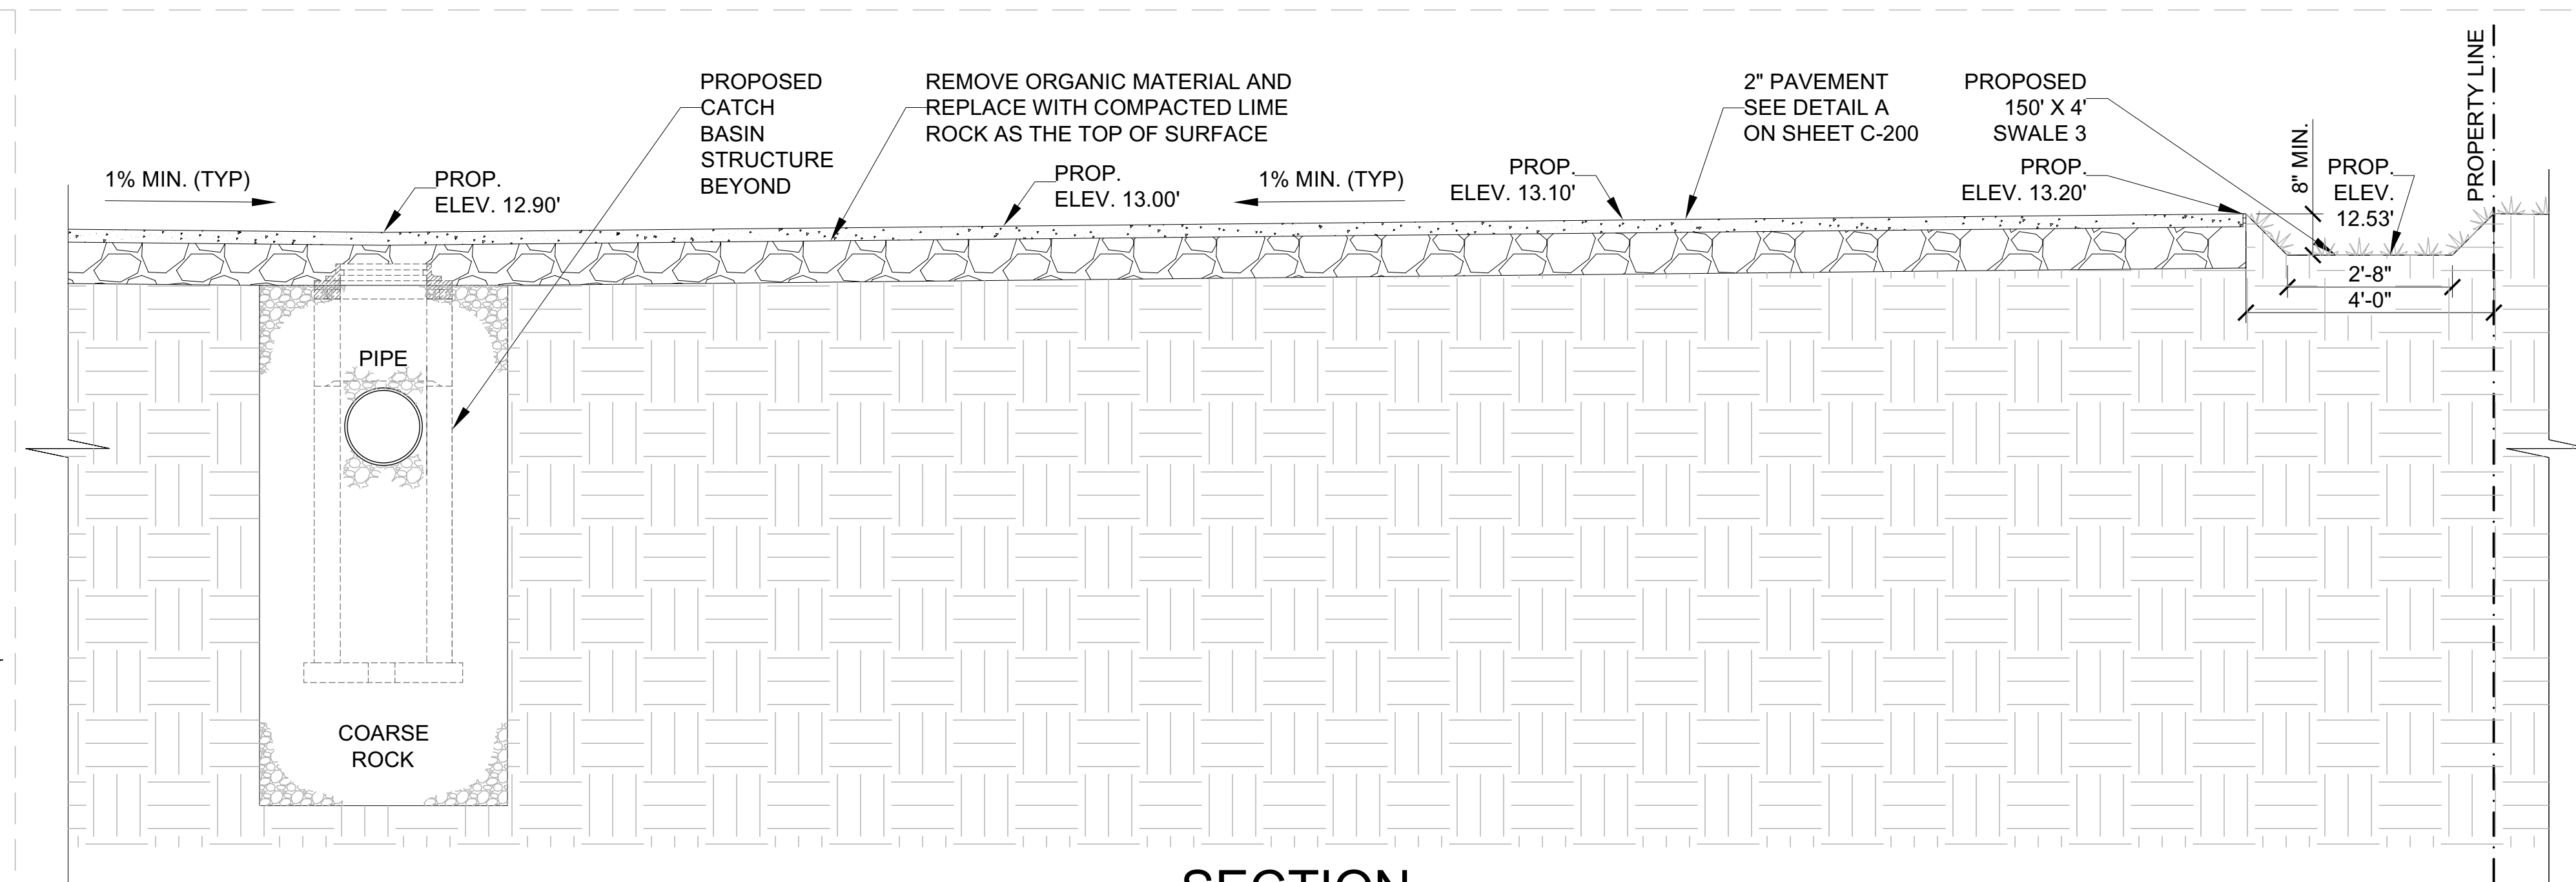 1% MIN. (TYP)
PROP.
ELEV. 12.90'
PROPOSED
CATCH
BASIN
STRUCTURE
BEYOND
REMOVE ORGANIC MATERIAL AND
REPLACE WITH COMPACTED LIME
ROCK AS THE TOP OF SURFACE
PROP.
ELEV. 13.00'
1% MIN. (TYP)
PROP.
ELEV. 13.10'
2" PAVEMENT
SEE DETAIL A
ON SHEET C-200
PROPOSED
150' X 4'
SWALE 3
PROP.
ELEV. 13.20'
8" MIN.
PROP.
ELEV.
12.53'
PROPERTY LINE
2'-8"
4'-0"
PIPE
COARSE
ROCK
SECTION